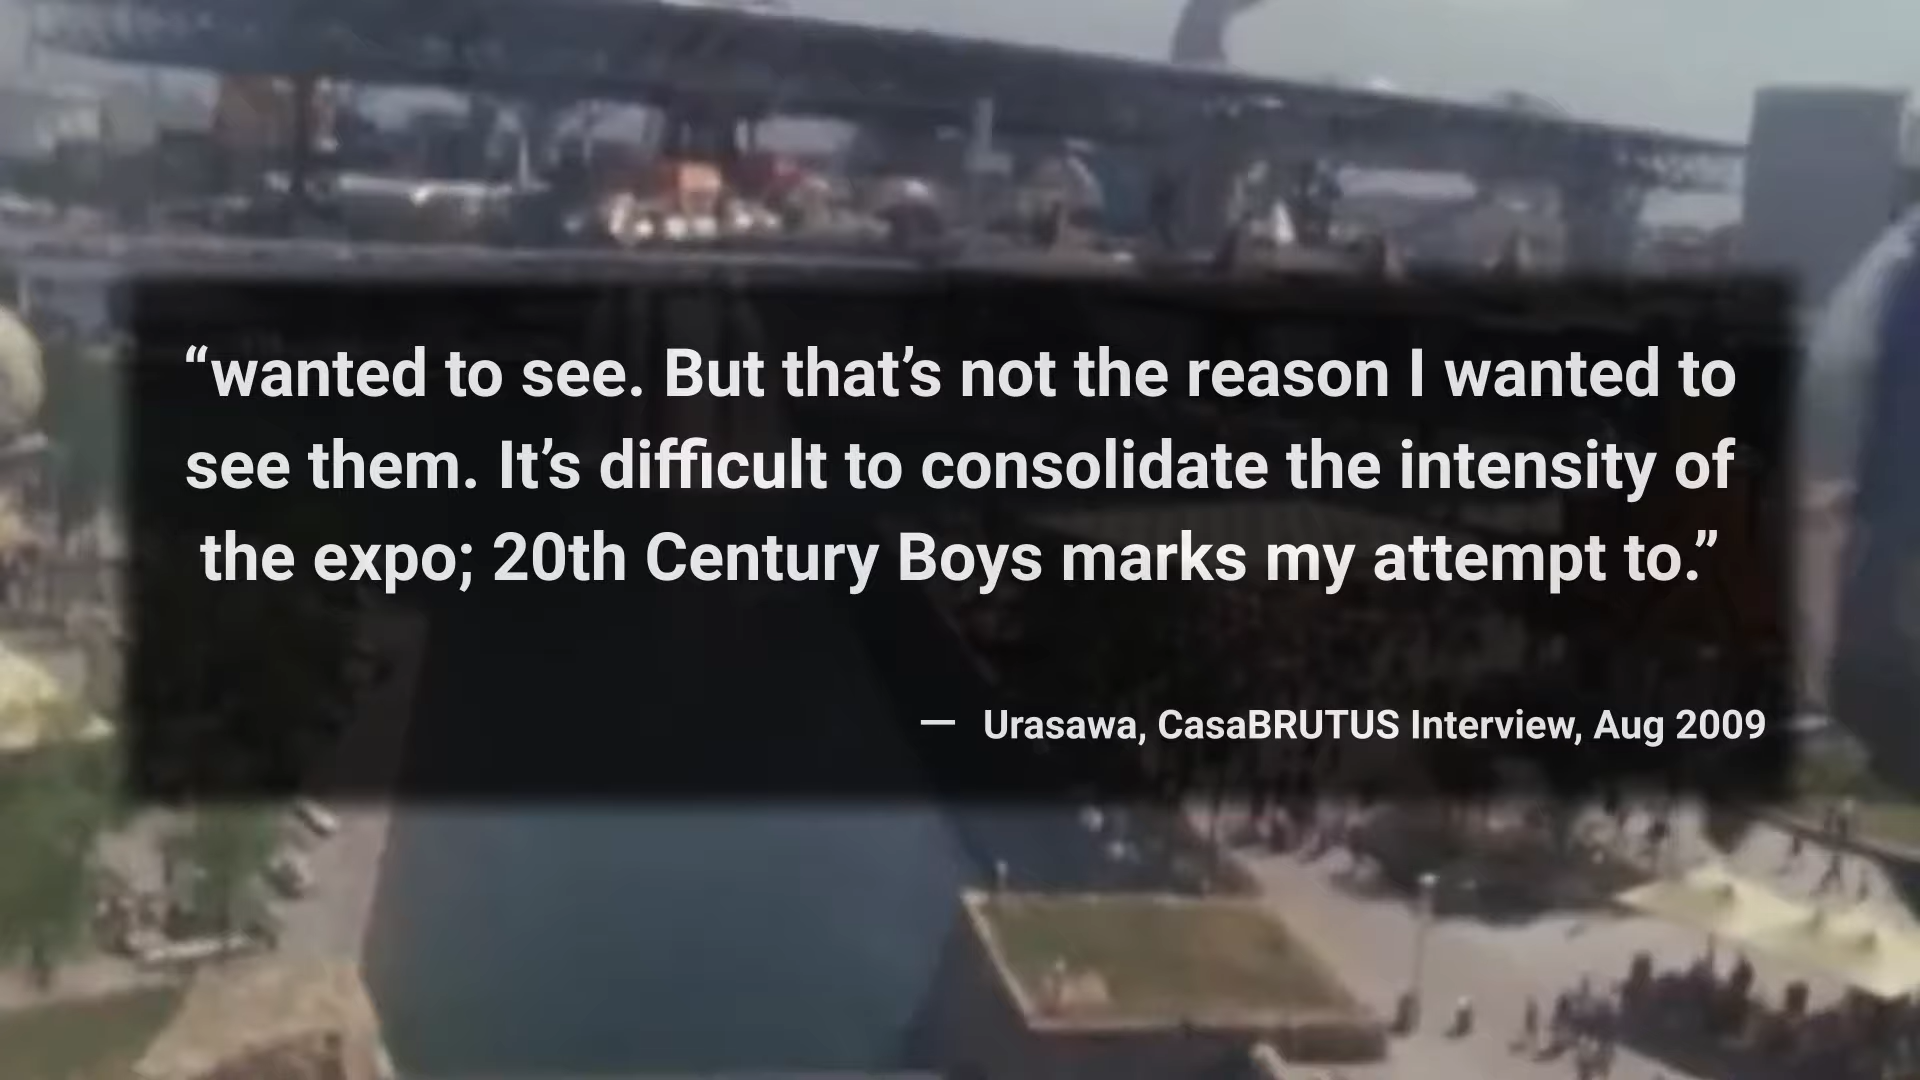 “wanted to see. But that’s not the reason I wanted to
see them. It’s difficult to consolidate the intensity of
the expo; 20th Century Boys marks my attempt to.”
— Urasawa, CasaBRUTUS Interview, Aug 2009